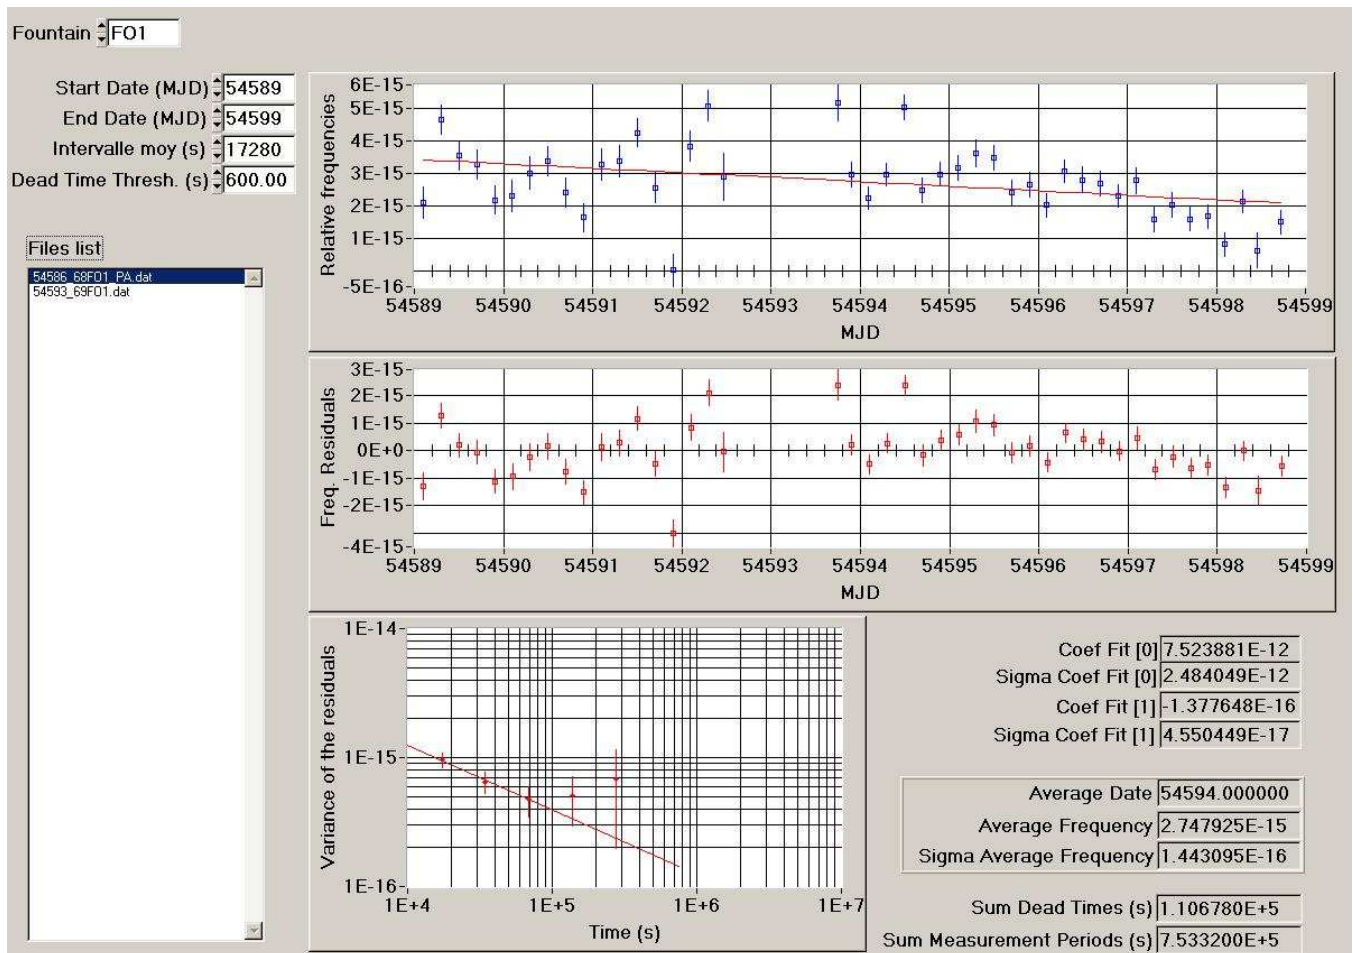 Fountain FO1
Start Date (MJD) 54589
End Date (MJD) 54599
Intervalle moy (s) 17280
Dead Time Thresh. (s) 600.00
Files list
54586_68FO1_PA.dat
54593_69FO1.dat
Relative frequencies
6E-15
5E-15
4E-15
3E-15
2E-15
1E-15
-5E-16
54589 54590 54591 54592 54593 54594 54595 54596 54597 54598 54599
MJD
Freq. Residuals
3E-15
2E-15
1E-15
0E+0
-1E-15
-2E-15
-4E-15
54589 54590 54591 54592 54593 54594 54595 54596 54597 54598 54599
MJD
Variance of the residuals
1E-14
1E-15
1E-16
1E+4 1E+5 1E+6 1E+7
Time (s)
Coef Fit [0] 7.523881E-12
Sigma Coef Fit [0] 2.484049E-12
Coef Fit [1] -1.377648E-16
Sigma Coef Fit [1] 4.550449E-17
Average Date 54594.000000
Average Frequency 2.747925E-15
Sigma Average Frequency 1.443095E-16
Sum Dead Times (s) 1.106780E+5
Sum Measurement Periods (s) 7.533200E+5